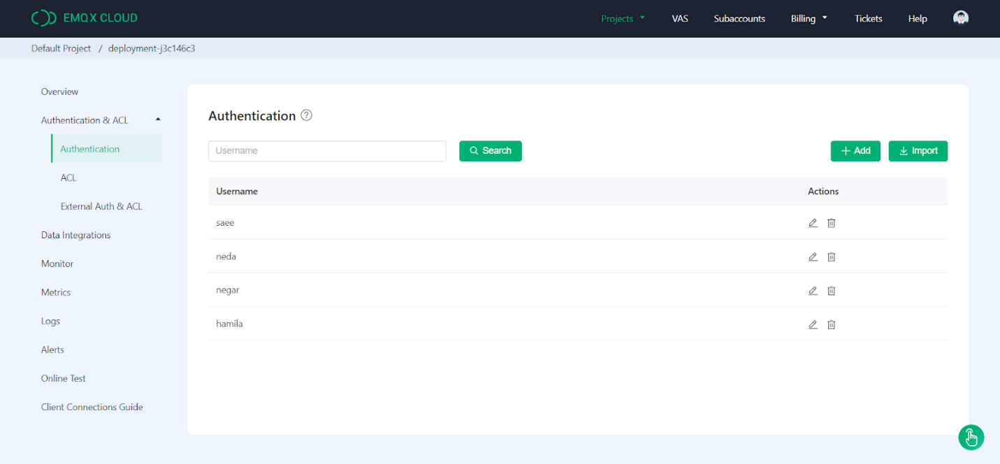 EMQX CLOUD
Projects VAS Subaccounts Billing Tickets Help
Default Project / deployment-j3c146c3
Overview
Authentication & ACL
Authentication
ACL
External Auth & ACL
Data Integrations
Monitor
Metrics
Logs
Alerts
Online Test
Client Connections Guide
Authentication ?
Username Search + Add Import
Username Actions
saee
neda
negar
hamila